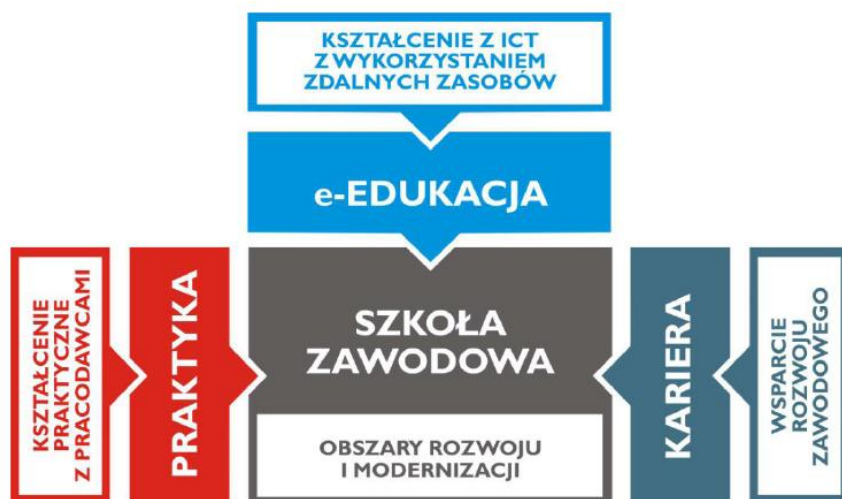 KSZTAŁCENIE Z ICT
Z WYKORZYSTANIEM
ZDALNYCH ZASOBÓW
e-EDUKACJA
KSZTAŁCENIE
PRAKTYCZNE
Z PRACODAWCAMI
PRAKTYKA
SZKOŁA
ZAWODOWA
OBSZARY ROZWOJU
I MODERNIZACJI
KARIERA
WSPARCIE
ROZWOJU
ZAWODOWEGO